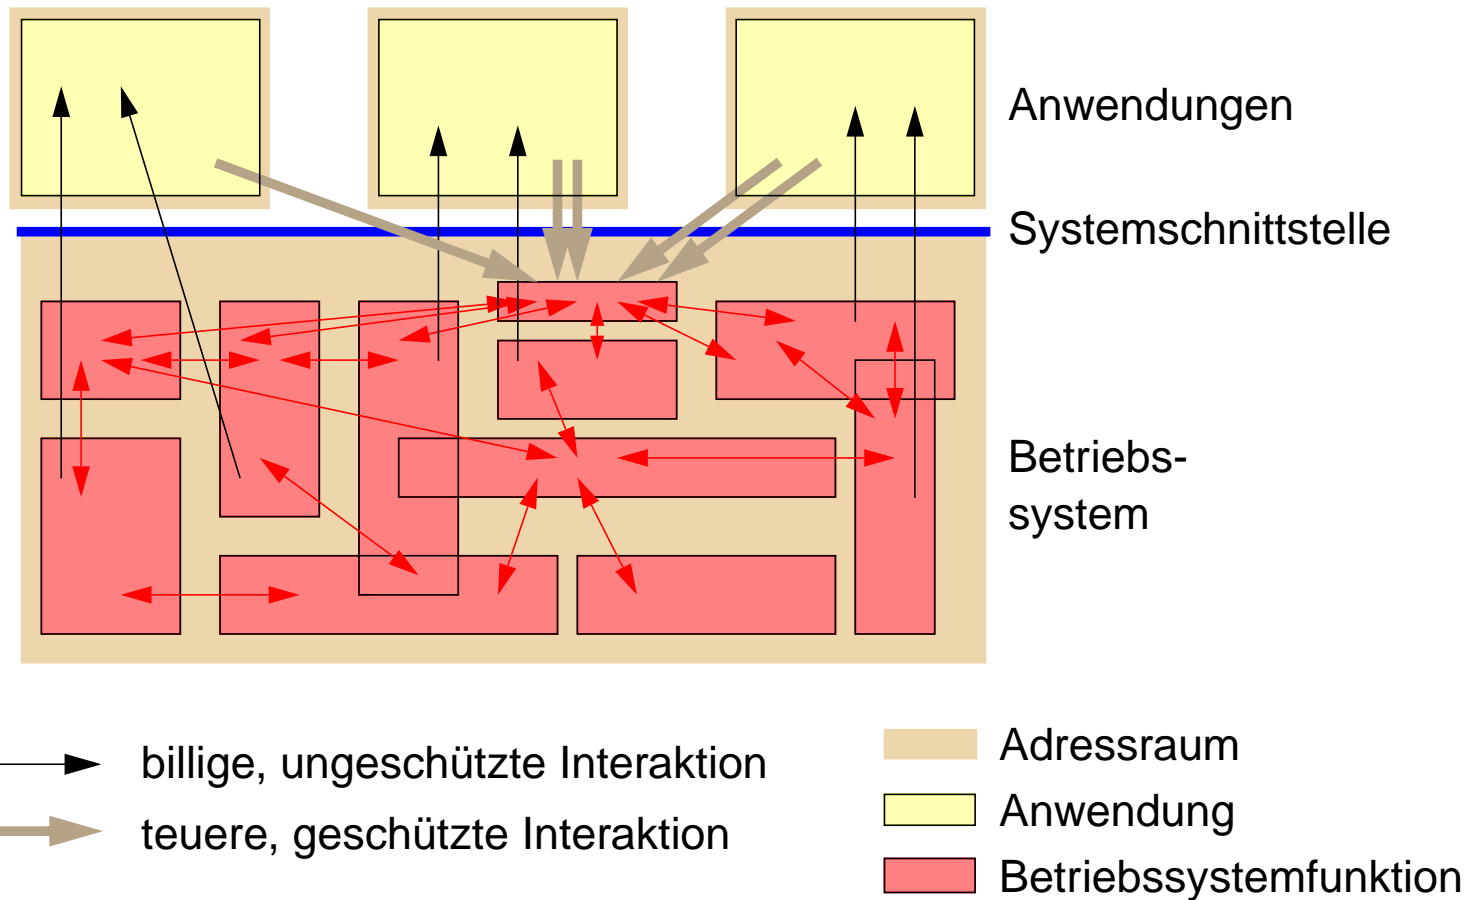 Anwendungen
Systemschnittstelle
Betriebs-
system
billige, ungeschützte Interaktion
teuere, geschützte Interaktion
Adressraum
Anwendung
Betriebssystemfunktion